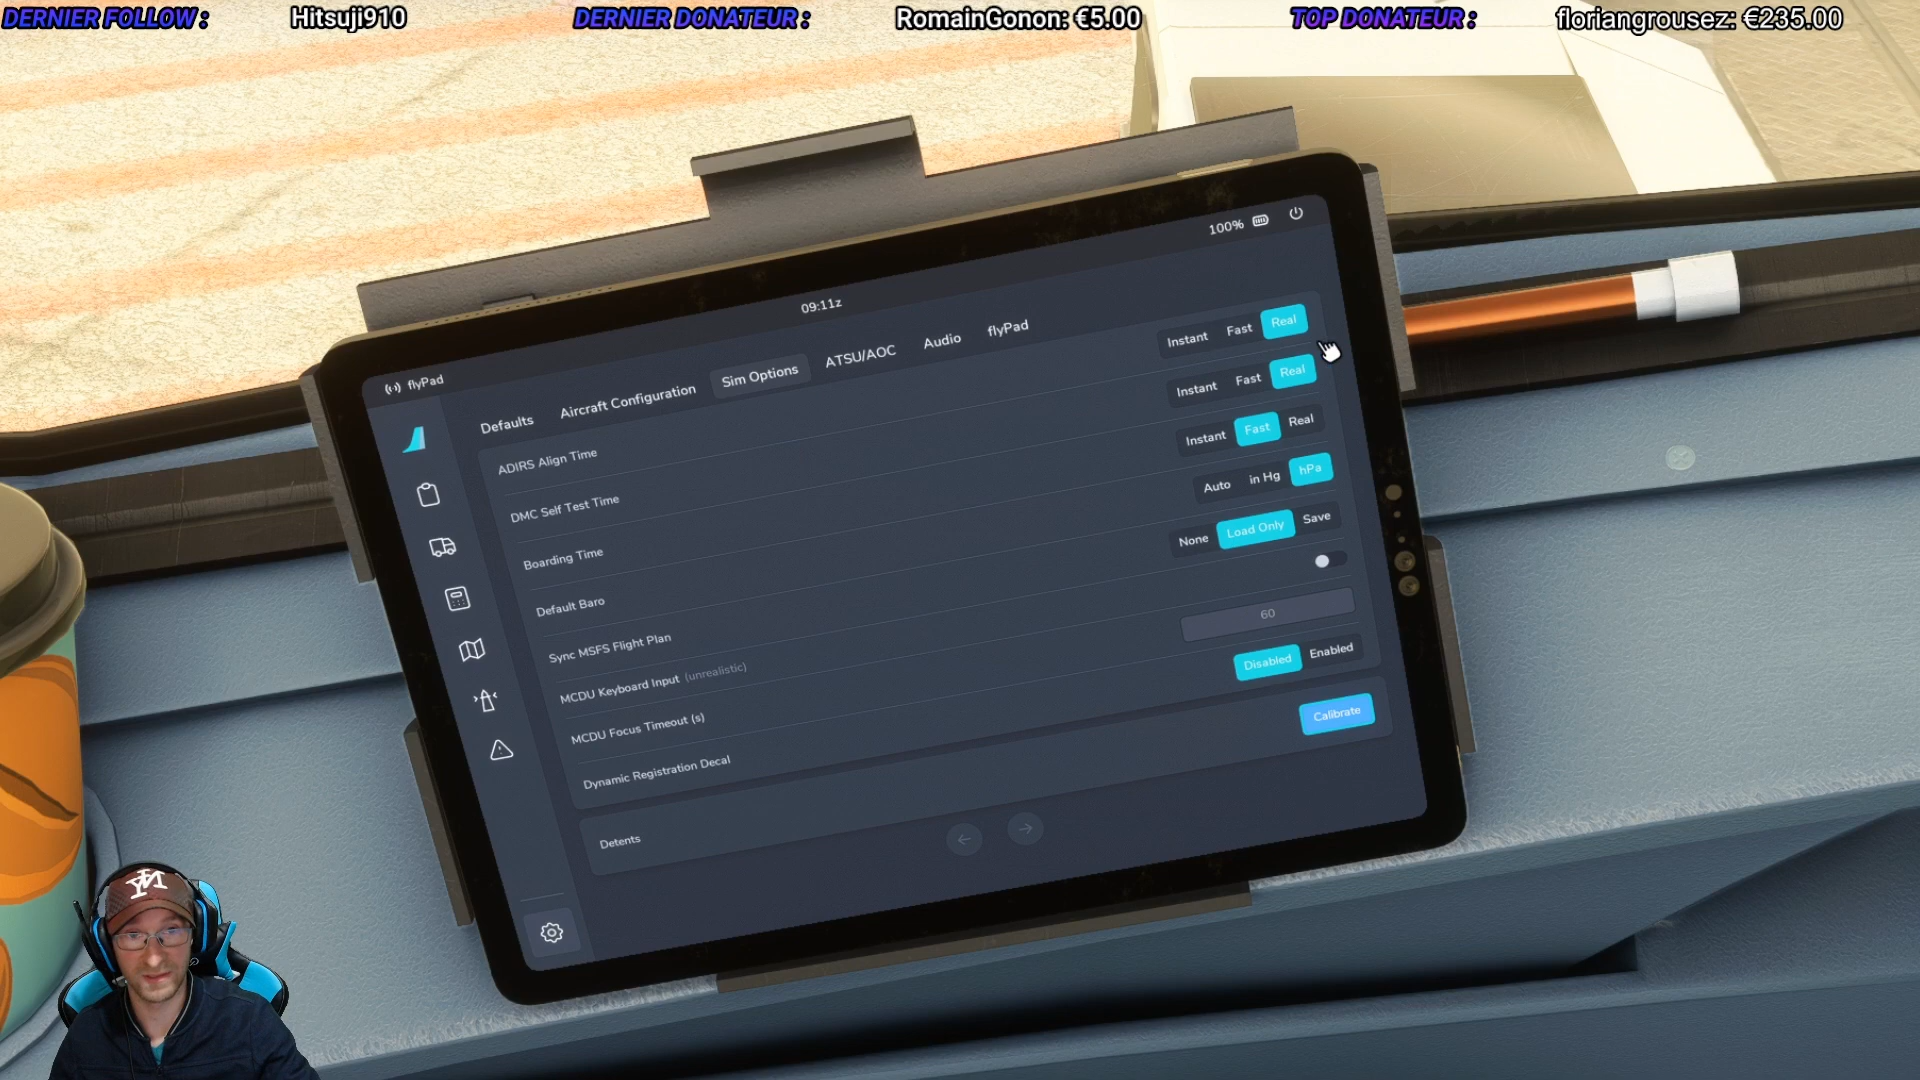 DERNIER FOLLOW : Hitsuji910 DERNIER DONATEUR : RomainGonon: €5.00 TOP DONATEUR : floriangrousez: €235.00
flyPad 09:11z 100%
Defaults Aircraft Configuration Sim Options ATSU/AOC Audio flyPad
ADIRS Align Time Instant Fast Real
DMC Self Test Time Instant Fast Real
Boarding Time Instant Fast Real
Default Baro Auto in Hg hPa
Sync MSFS Flight Plan None Load Only Save
MCDU Keyboard Input (unrealistic)
MCDU Focus Timeout (s) 60
Dynamic Registration Decal Disabled Enabled
Detents Calibrate